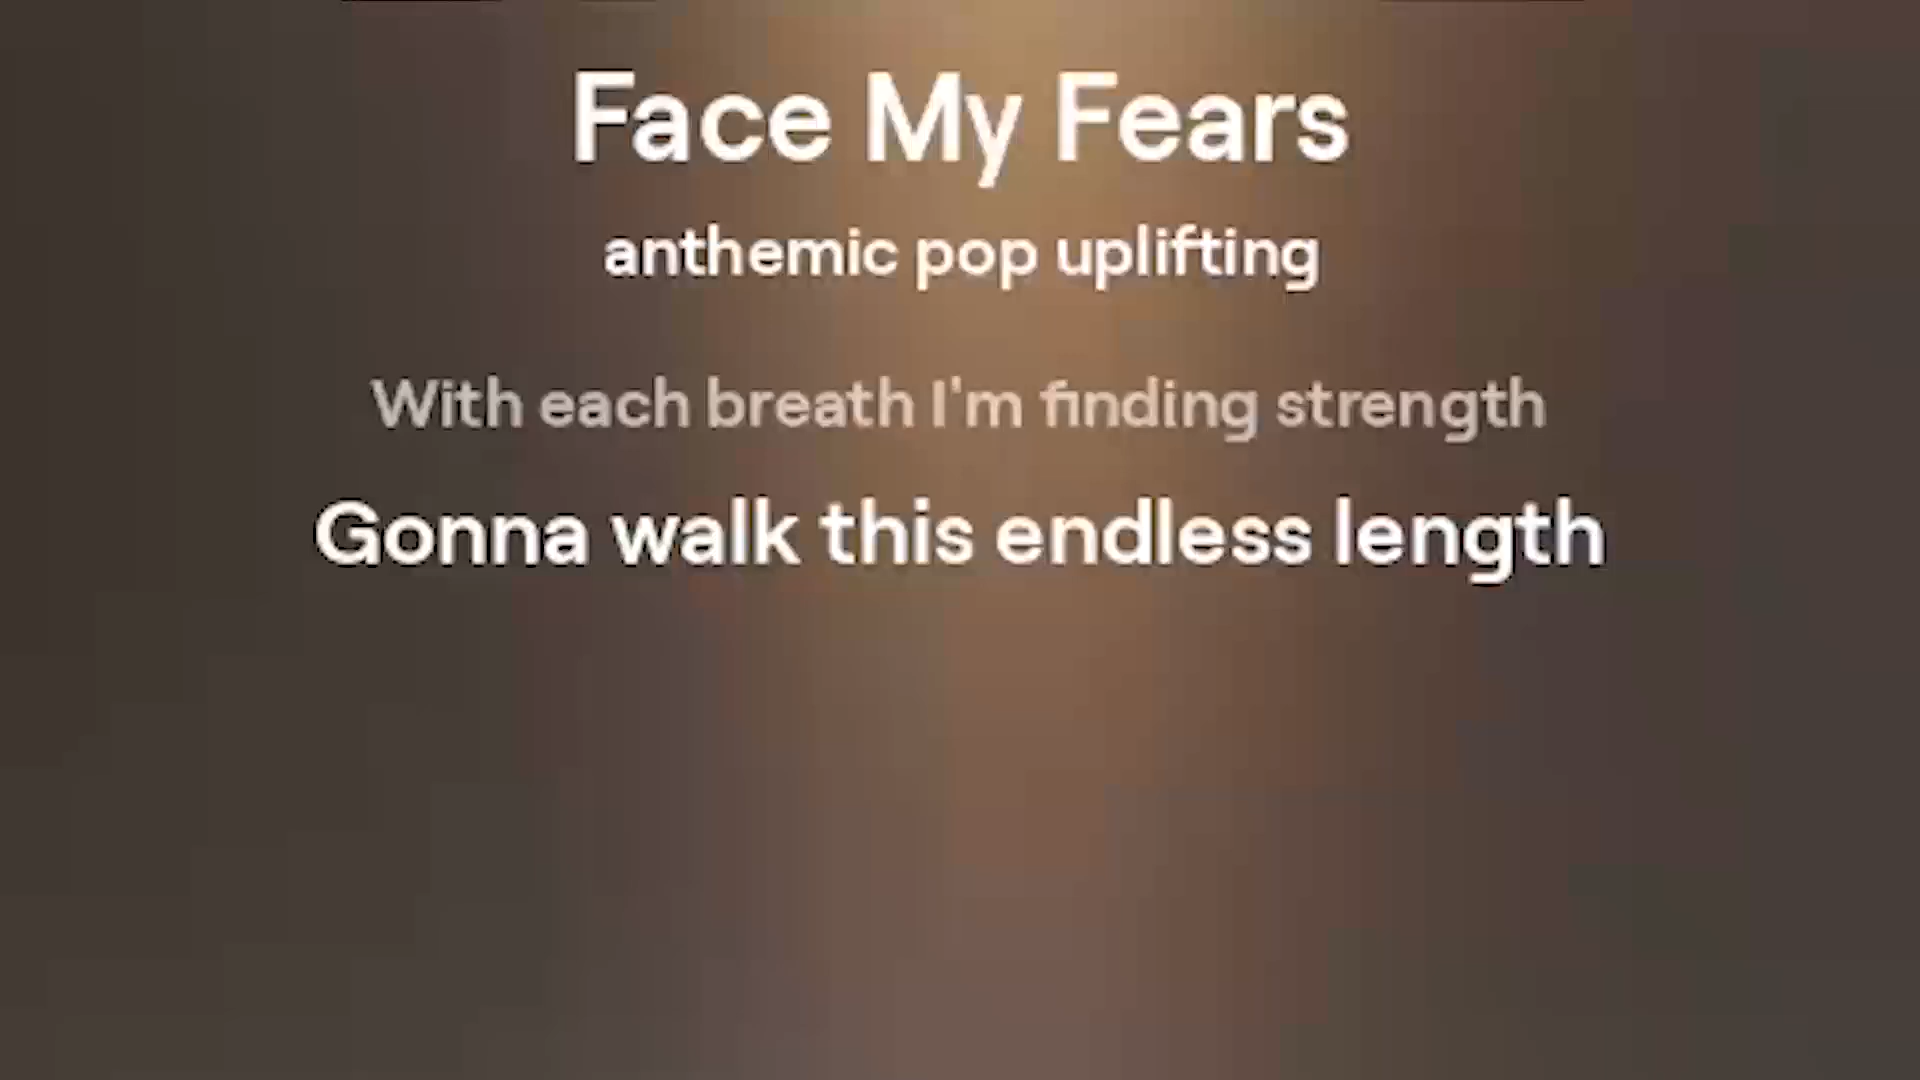 Face My Fears
anthemic pop uplifting
With each breath I'm finding strength
Gonna walk this endless length